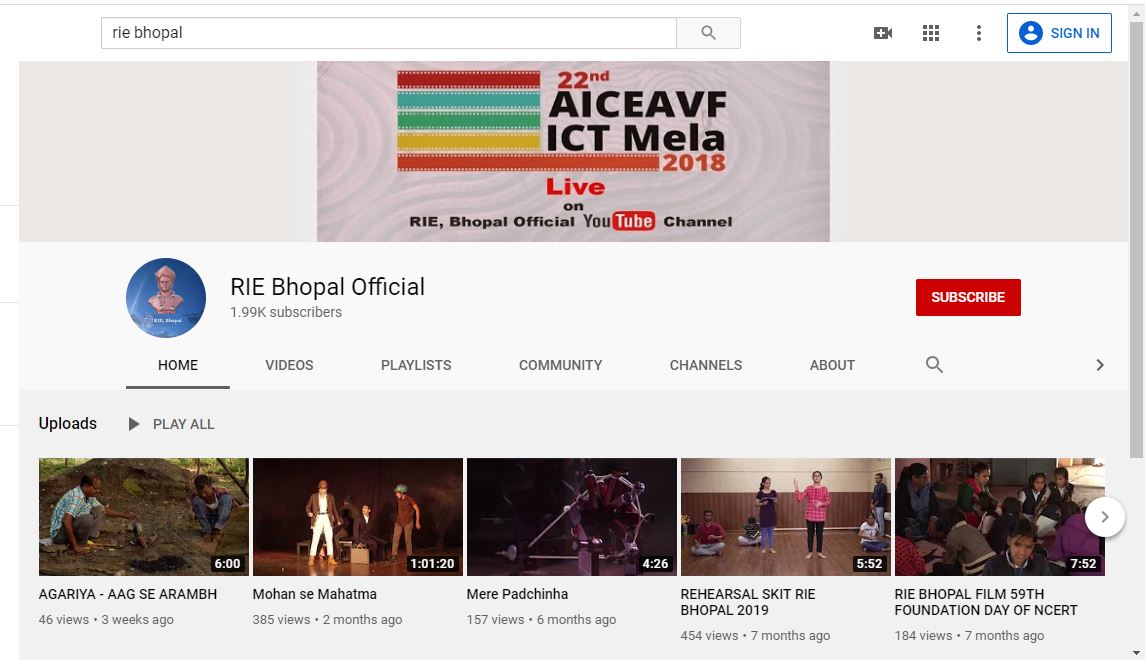 rie bhopal
SIGN IN
22nd
AICEAVF
ICT Mela
2018
Live
on
RIE, Bhopal Official YouTube Channel
RIE, Bhopal
RIE Bhopal Official
1.99K subscribers
SUBSCRIBE
HOME VIDEOS PLAYLISTS COMMUNITY CHANNELS ABOUT
Uploads PLAY ALL
6:00 1:01:20 4:26 5:52 7:52
AGARIYA - AAG SE ARAMBH
46 views • 3 weeks ago
Mohan se Mahatma
385 views • 2 months ago
Mere Padchinha
157 views • 6 months ago
REHEARSAL SKIT RIE
BHOPAL 2019
454 views • 7 months ago
RIE BHOPAL FILM 59TH
FOUNDATION DAY OF NCERT
184 views • 7 months ago